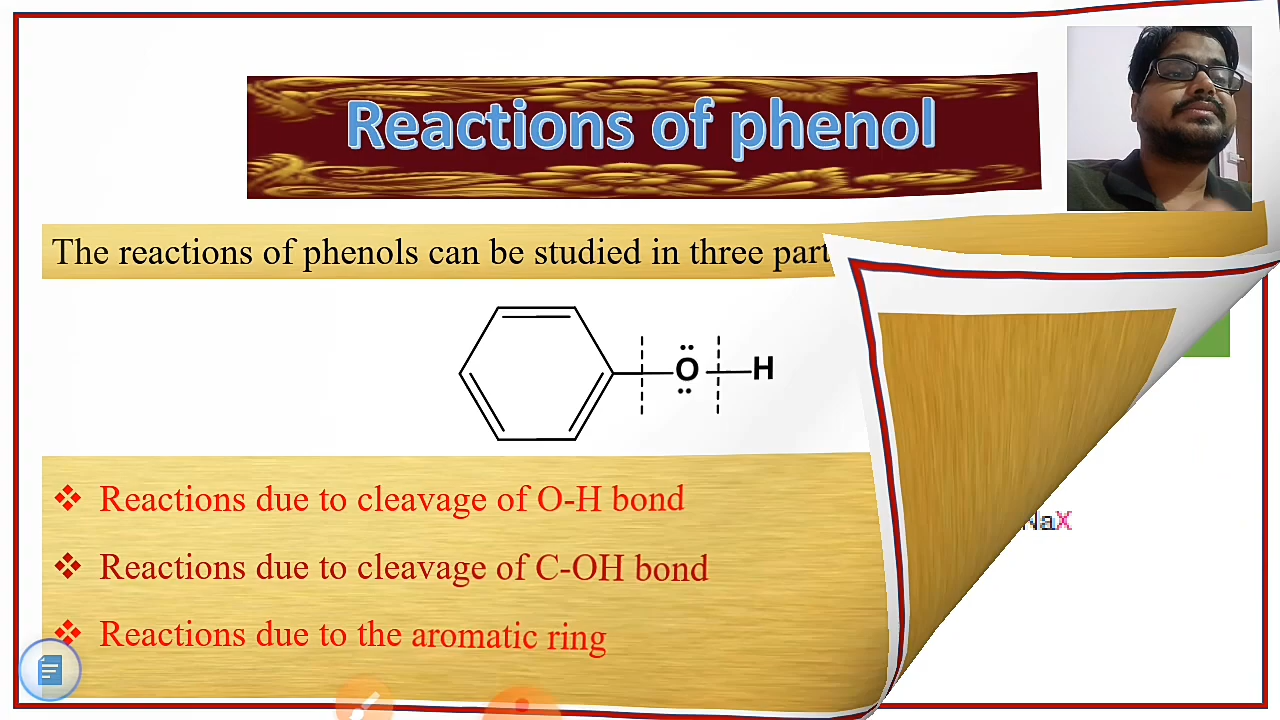 Reactions of phenol
The reactions of phenols can be studied in three part
O H
❖ Reactions due to cleavage of O-H bond
NaX
❖ Reactions due to cleavage of C-OH bond
❖ Reactions due to the aromatic ring